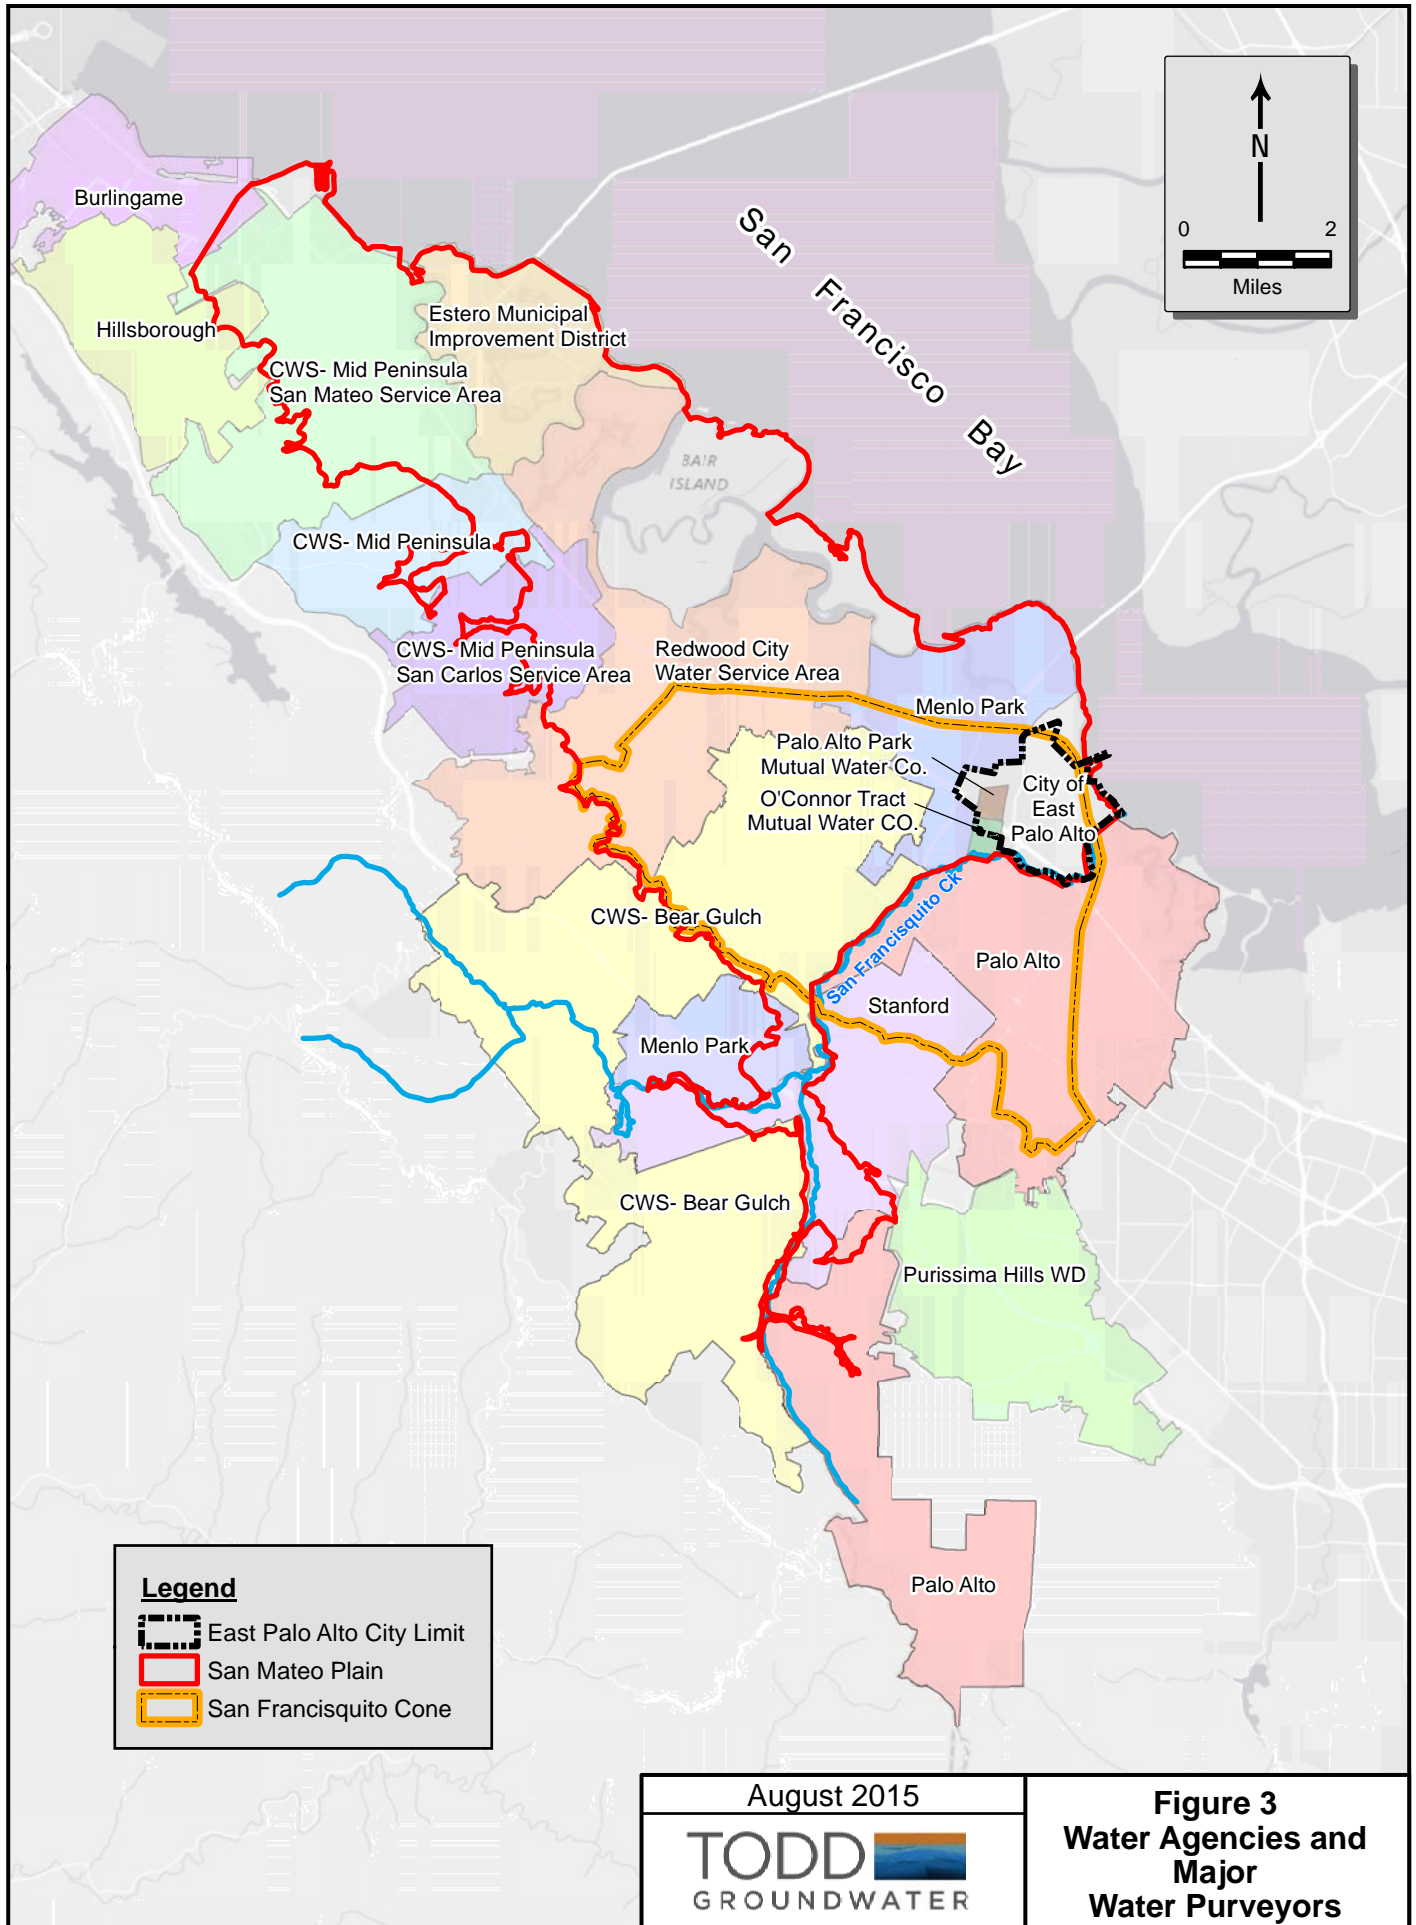 N
0 2
Miles
San Francisco Bay
Burlingame
Hillsborough
Estero Municipal
Improvement District
CWS- Mid Peninsula
San Mateo Service Area
BAIR
ISLAND
CWS- Mid Peninsula
CWS- Mid Peninsula
San Carlos Service Area
Redwood City
Water Service Area
Menlo Park
Palo Alto Park
Mutual Water Co.
O'Connor Tract
Mutual Water CO.
City of
East
Palo Alto
San Francisquito Ck
CWS- Bear Gulch
Palo Alto
Stanford
Menlo Park
CWS- Bear Gulch
Purissima Hills WD
Palo Alto
Legend
East Palo Alto City Limit
San Mateo Plain
San Francisquito Cone
August 2015
TODD
GROUNDWATER
Figure 3
Water Agencies and
Major
Water Purveyors